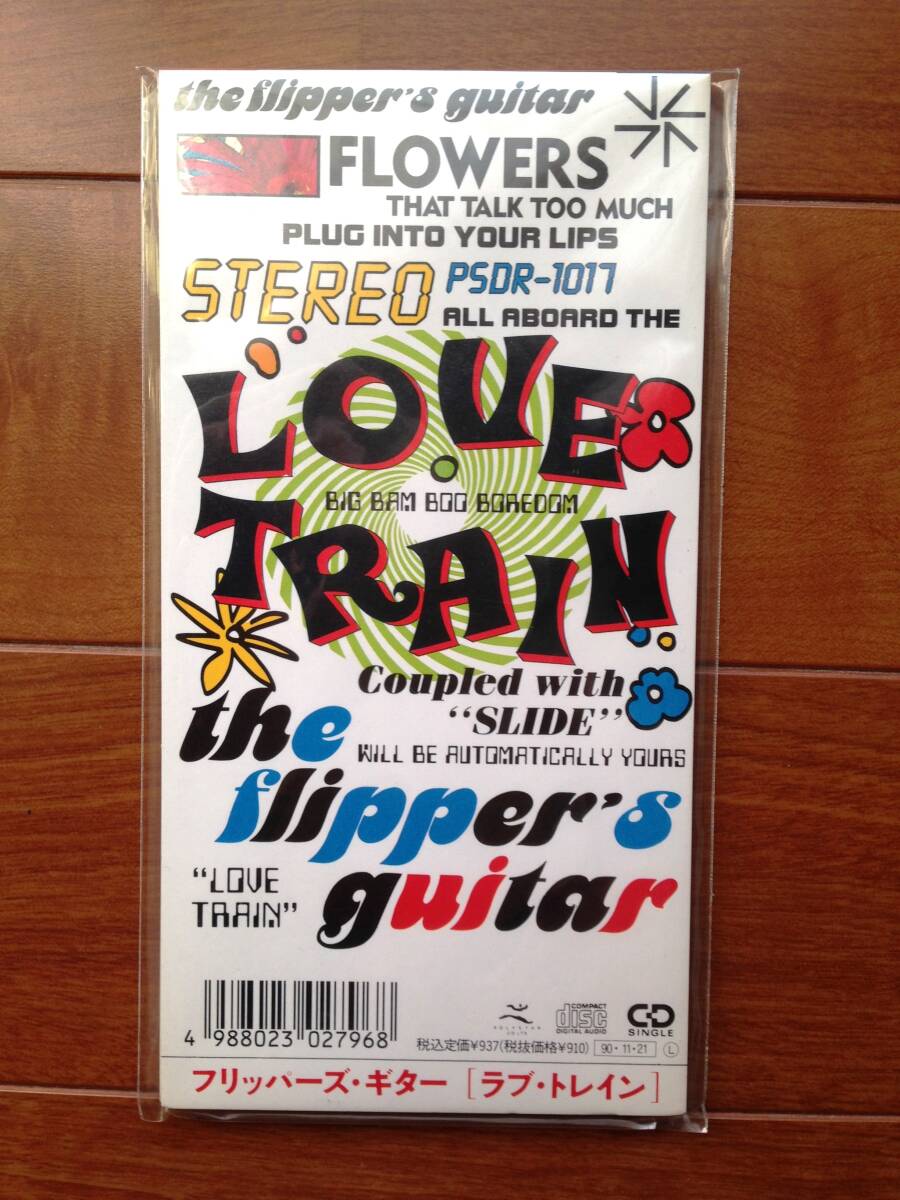 the flipper's guitar
FLOWERS
THAT TALK TOO MUCH
PLUG INTO YOUR LIPS
STEREO PSDR-1017
ALL ABOARD THE
LOVE
BIG BAM BOO BOREDOM
TRAIN
Coupled with
"SLIDE"
WILL BE AUTOMATICALLY YOURS
the
flipper's
guitar
"LOVE
TRAIN"
4 988023 027968
POLYSTAR
CO.,LTD.
COMPACT
disc
DIGITAL AUDIO
CD
SINGLE
税込定価¥937(税抜価格¥910) 90・11・21 L
フリッパーズ・ギター [ラブ・トレイン]